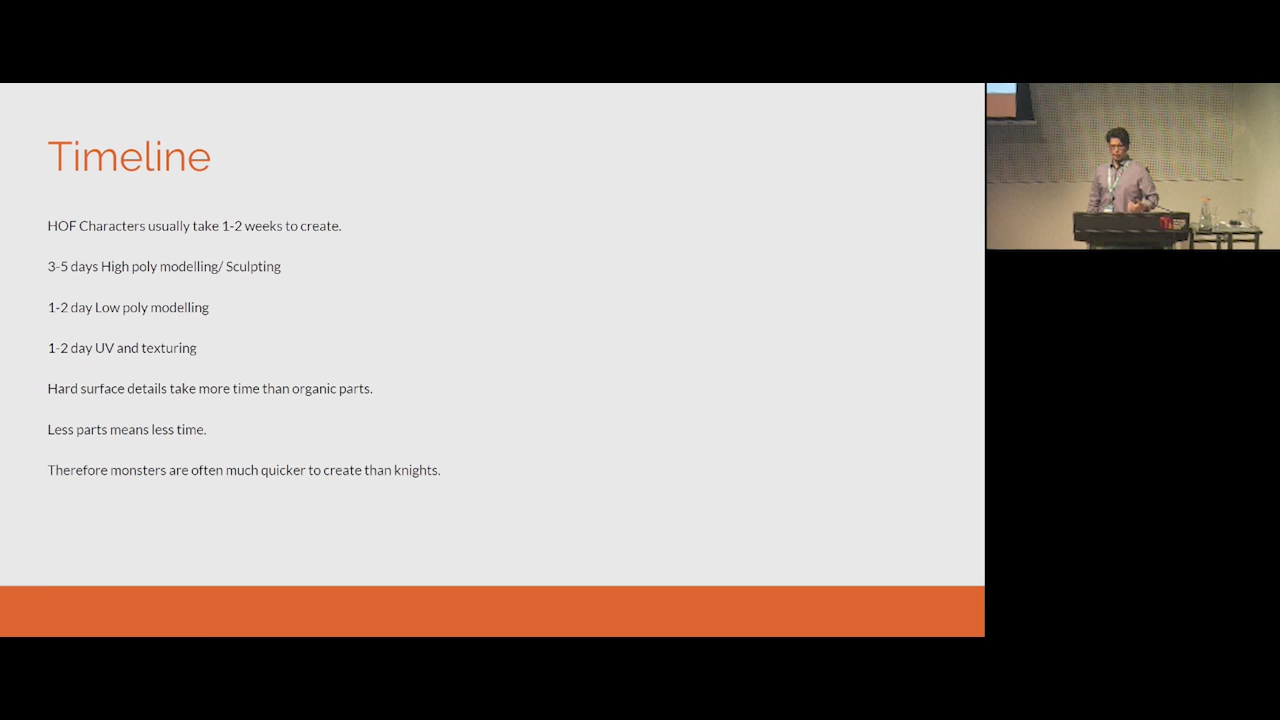 Timeline
HOF Characters usually take 1-2 weeks to create.
3-5 days High poly modelling/ Sculpting
1-2 day Low poly modelling
1-2 day UV and texturing
Hard surface details take more time than organic parts.
Less parts means less time.
Therefore monsters are often much quicker to create than knights.